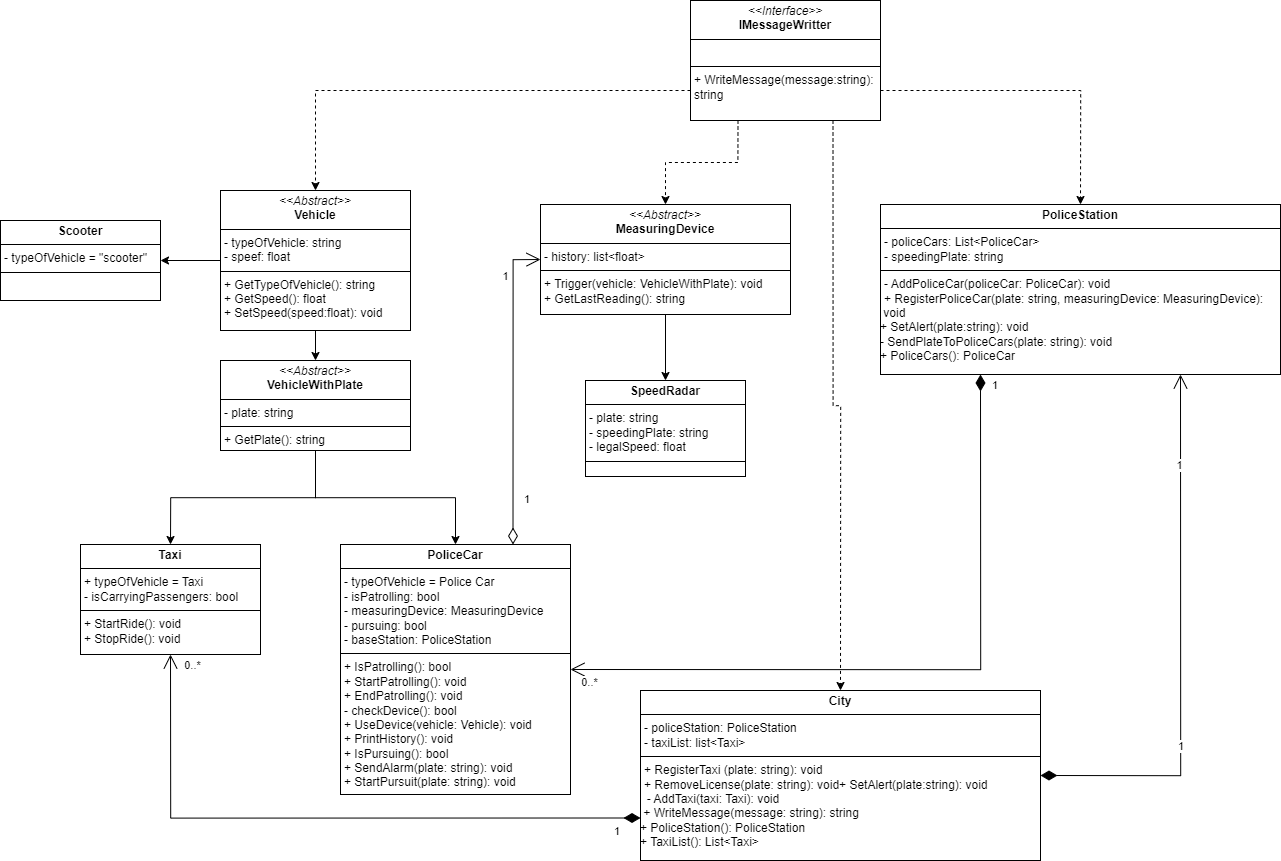 <<Interface>>
IMessageWritter
+ WriteMessage(message:string):
string
<<Abstract>>
Vehicle
- typeOfVehicle: string
- speef: float
+ GetTypeOfVehicle(): string
+ GetSpeed(): float
+ SetSpeed(speed:float): void
Scooter
- typeOfVehicle = "scooter"
<<Abstract>>
MeasuringDevice
- history: list<float>
+ Trigger(vehicle: VehicleWithPlate): void
+ GetLastReading(): string
PoliceStation
- policeCars: List<PoliceCar>
- speedingPlate: string
- AddPoliceCar(policeCar: PoliceCar): void
+ RegisterPoliceCar(plate: string, measuringDevice: MeasuringDevice):
void
+ SetAlert(plate:string): void
- SendPlateToPoliceCars(plate: string): void
+ PoliceCars(): PoliceCar
1
<<Abstract>>
VehicleWithPlate
- plate: string
+ GetPlate(): string
SpeedRadar
- plate: string
- speedingPlate: string
- legalSpeed: float
1
1
1
Taxi
+ typeOfVehicle = Taxi
- isCarryingPassengers: bool
+ StartRide(): void
+ StopRide(): void
0..*
PoliceCar
- typeOfVehicle = Police Car
- isPatrolling: bool
- measuringDevice: MeasuringDevice
- pursuing: bool
- baseStation: PoliceStation
+ IsPatrolling(): bool
+ StartPatrolling(): void
+ EndPatrolling(): void
- checkDevice(): bool
+ UseDevice(vehicle: Vehicle): void
+ PrintHistory(): void
+ IsPursuing(): bool
+ SendAlarm(plate: string): void
+ StartPursuit(plate: string): void
0..*
City
- policeStation: PoliceStation
- taxiList: list<Taxi>
+ RegisterTaxi (plate: string): void
+ RemoveLicense(plate: string): void+ SetAlert(plate:string): void
- AddTaxi(taxi: Taxi): void
+ WriteMessage(message: string): string
+ PoliceStation(): PoliceStation
+ TaxiList(): List<Taxi>
1
1